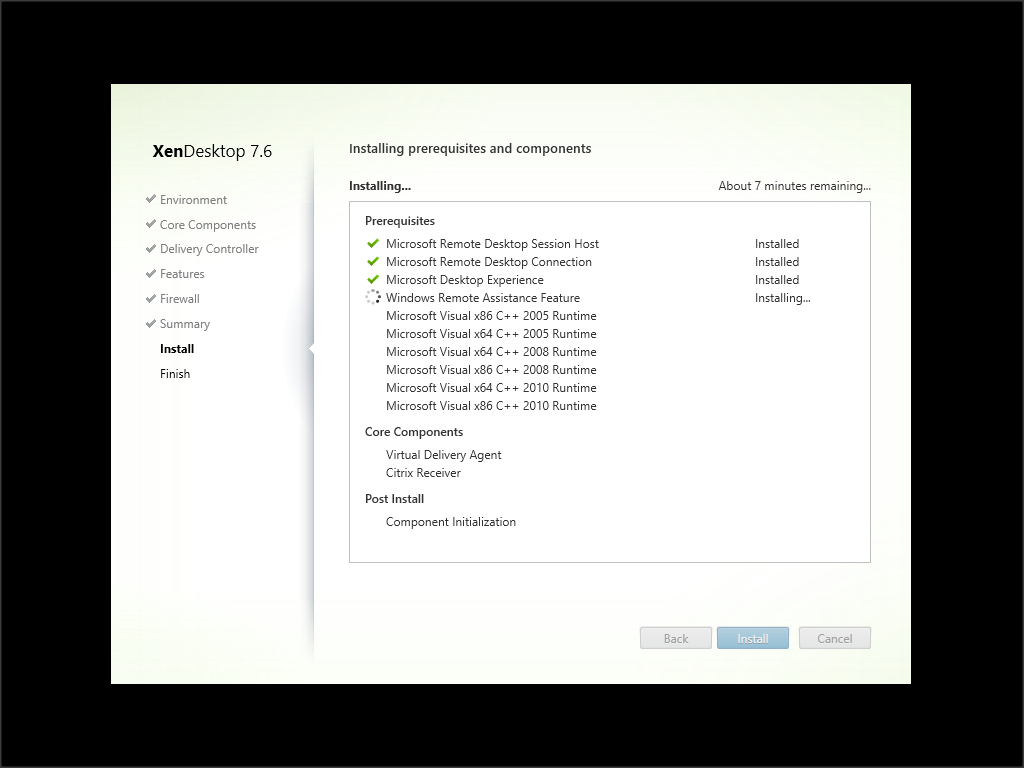 XenDesktop 7.6
Environment
Core Components
Delivery Controller
Features
Firewall
Summary
Install
Finish
Installing prerequisites and components
Installing... About 7 minutes remaining...
Prerequisites
Microsoft Remote Desktop Session Host Installed
Microsoft Remote Desktop Connection Installed
Microsoft Desktop Experience Installed
Windows Remote Assistance Feature Installing...
Microsoft Visual x86 C++ 2005 Runtime
Microsoft Visual x64 C++ 2005 Runtime
Microsoft Visual x64 C++ 2008 Runtime
Microsoft Visual x86 C++ 2008 Runtime
Microsoft Visual x64 C++ 2010 Runtime
Microsoft Visual x86 C++ 2010 Runtime
Core Components
Virtual Delivery Agent
Citrix Receiver
Post Install
Component Initialization
Back Install Cancel